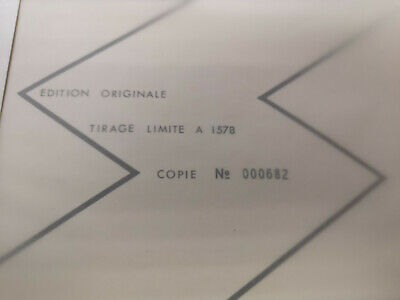 EDITION ORIGINALE
TIRAGE LIMITE A 1578
COPIE № 000682